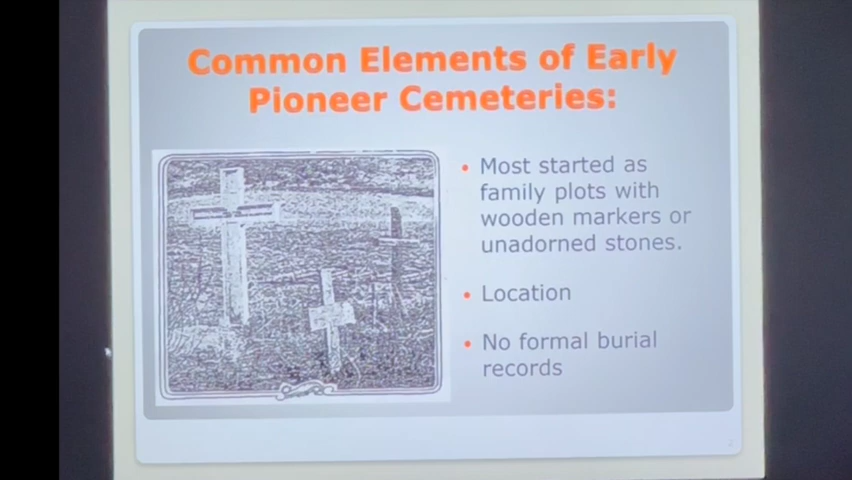 Common Elements of Early
Pioneer Cemeteries:
• Most started as
family plots with
wooden markers or
unadorned stones.
• Location
• No formal burial
records
2